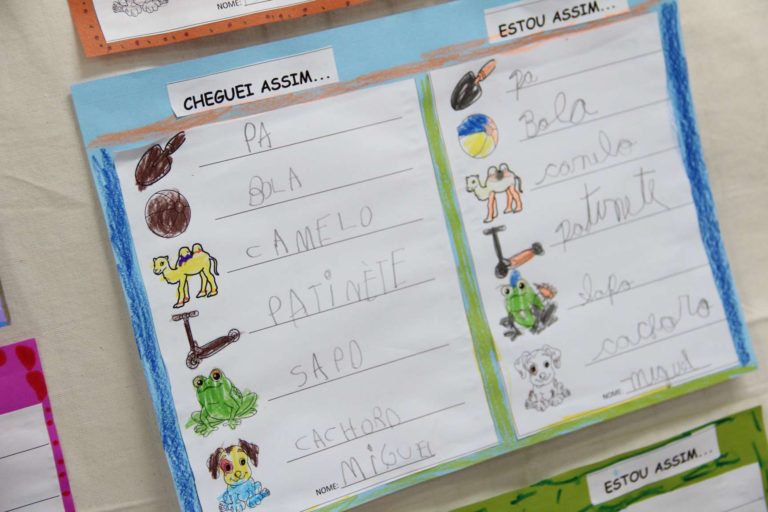 NOME:
CHEGUEI ASSIM...
PA
BOLA
CAMELO
PATINETE
SAPO
CACHORO
NOME: MIGUEL
ESTOU ASSIM...
pa
Bola
camelo
patinete
sapo
cachoro
NOME: Miguel
ESTOU ASSIM...